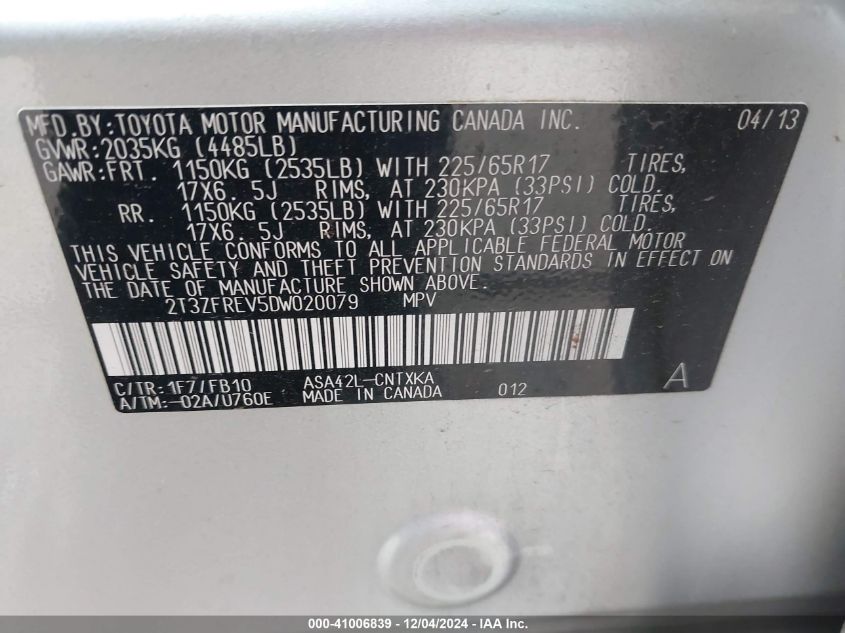 MFD.BY:TOYOTA MOTOR MANUFACTURING CANADA INC. 04/13
GVWR:2035KG (4485LB)
GAWR:FRT. 1150KG (2535LB) WITH 225/65R17 TIRES,
17X6. 5J RIMS, AT 230KPA (33PSI) COLD.
RR. 1150KG (2535LB) WITH 225/65R17 TIRES,
17X6. 5J RIMS, AT 230KPA (33PSI) COLD.
THIS VEHICLE CONFORMS TO ALL APPLICABLE FEDERAL MOTOR
VEHICLE SAFETY AND THEFT PREVENTION STANDARDS IN EFFECT ON
THE DATE OF MANUFACTURE SHOWN ABOVE.
2T3ZFREV5DW020079 MPV
C/TR:1F7/FB10 ASA42L-CNTXKA A
A/TM:-02A/U760E MADE IN CANADA 012
000-41006839 - 12/04/2024 - IAA Inc.